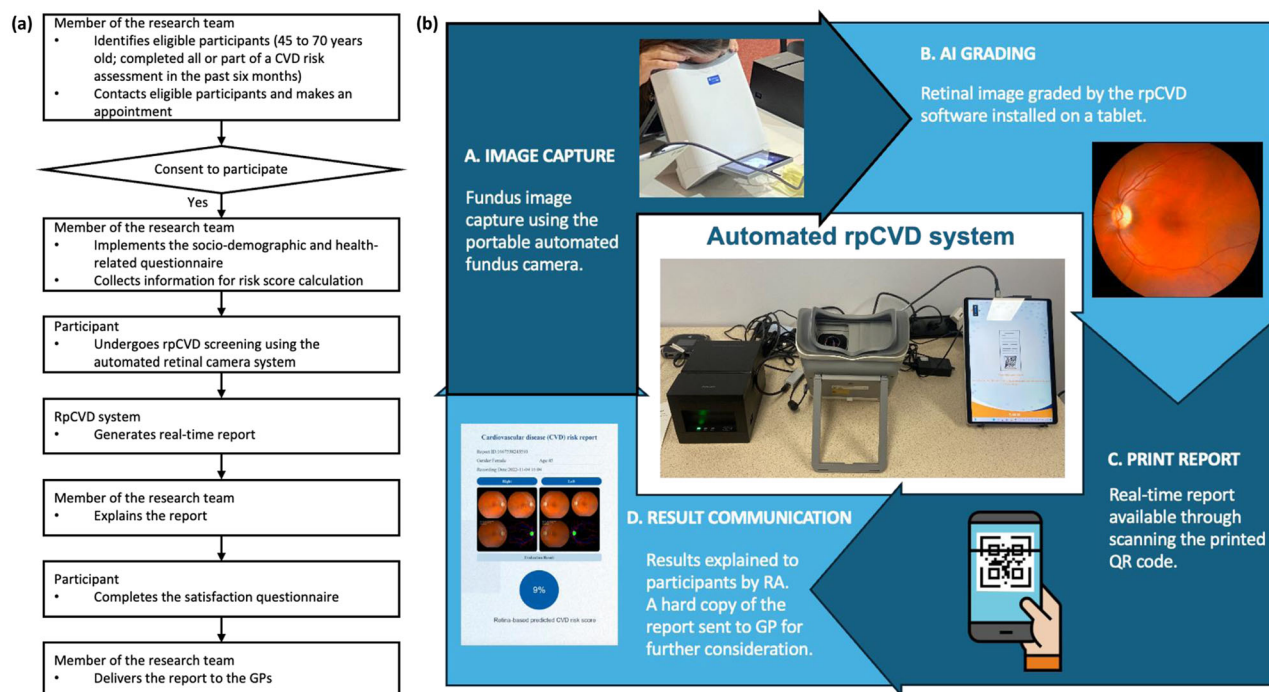 (a)
Member of the research team
• Identifies eligible participants (45 to 70 years
old; completed all or part of a CVD risk
assessment in the past six months)
• Contacts eligible participants and makes an
appointment
Consent to participate
Yes
Member of the research team
• Implements the socio-demographic and health-
related questionnaire
• Collects information for risk score calculation
Participant
• Undergoes rpCVD screening using the
automated retinal camera system
RpCVD system
• Generates real-time report
Member of the research team
• Explains the report
Participant
• Completes the satisfaction questionnaire
Member of the research team
• Delivers the report to the GPs
(b)
A. IMAGE CAPTURE
Fundus image
capture using the
portable automated
fundus camera.
B. AI GRADING
Retinal image graded by the rpCVD
software installed on a tablet.
Automated rpCVD system
C. PRINT REPORT
Real-time report
available through
scanning the printed
QR code.
D. RESULT COMMUNICATION
Results explained to
participants by RA.
A hard copy of the
report sent to GP for
further consideration.
Cardiovascular disease (CVD) risk report
Gender Female
Right
Left
9%
Retina-based predicted CVD risk score